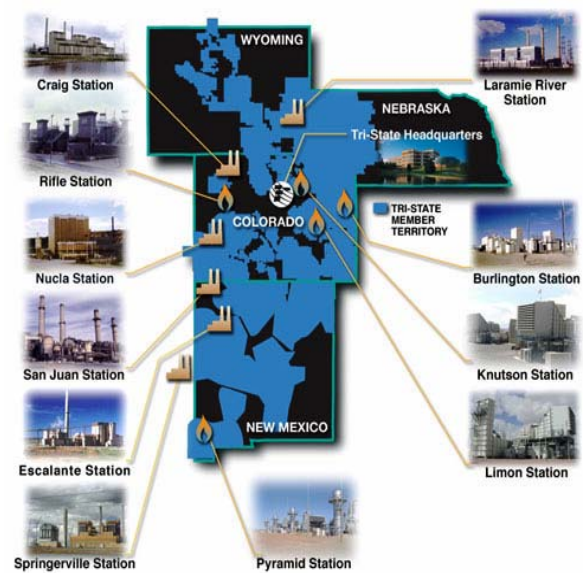 WYOMING
Craig Station
Laramie River
Station
NEBRASKA
Tri-State Headquarters
Rifle Station
COLORADO
TRI-STATE
MEMBER
TERRITORY
Nucla Station
Burlington Station
San Juan Station
Knutson Station
NEW MEXICO
Escalante Station
Limon Station
Springerville Station
Pyramid Station